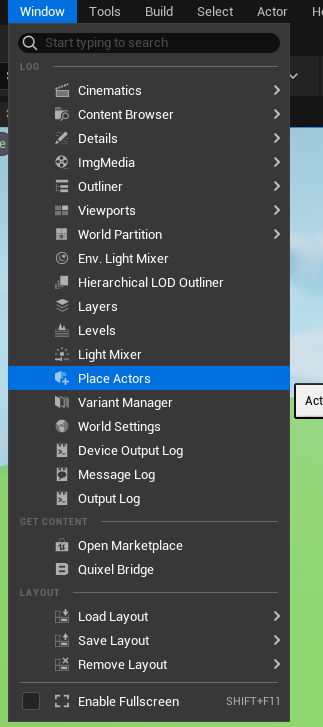 Window Tools Build Select Actor
Start typing to search
LOG
Cinematics
Content Browser
Details
ImgMedia
Outliner
Viewports
World Partition
Env. Light Mixer
Hierarchical LOD Outliner
Layers
Levels
Light Mixer
Place Actors
Act
Variant Manager
World Settings
Device Output Log
Message Log
Output Log
GET CONTENT
Open Marketplace
Quixel Bridge
LAYOUT
Load Layout
Save Layout
Remove Layout
Enable Fullscreen SHIFT+F11